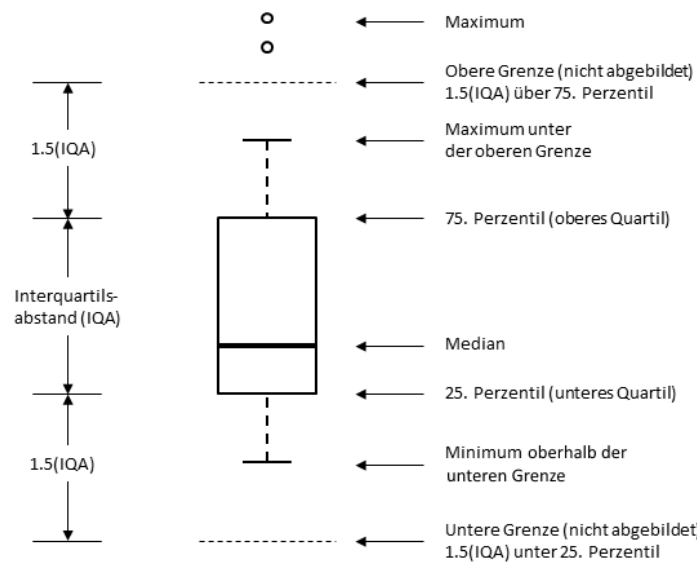 Maximum
Obere Grenze (nicht abgebildet)
1.5(IQA) über 75. Perzentil
1.5(IQA)
Maximum unter
der oberen Grenze
75. Perzentil (oberes Quartil)
Interquartils-
abstand (IQA)
Median
25. Perzentil (unteres Quartil)
1.5(IQA)
Minimum oberhalb der
unteren Grenze
Untere Grenze (nicht abgebildet)
1.5(IQA) unter 25. Perzentil